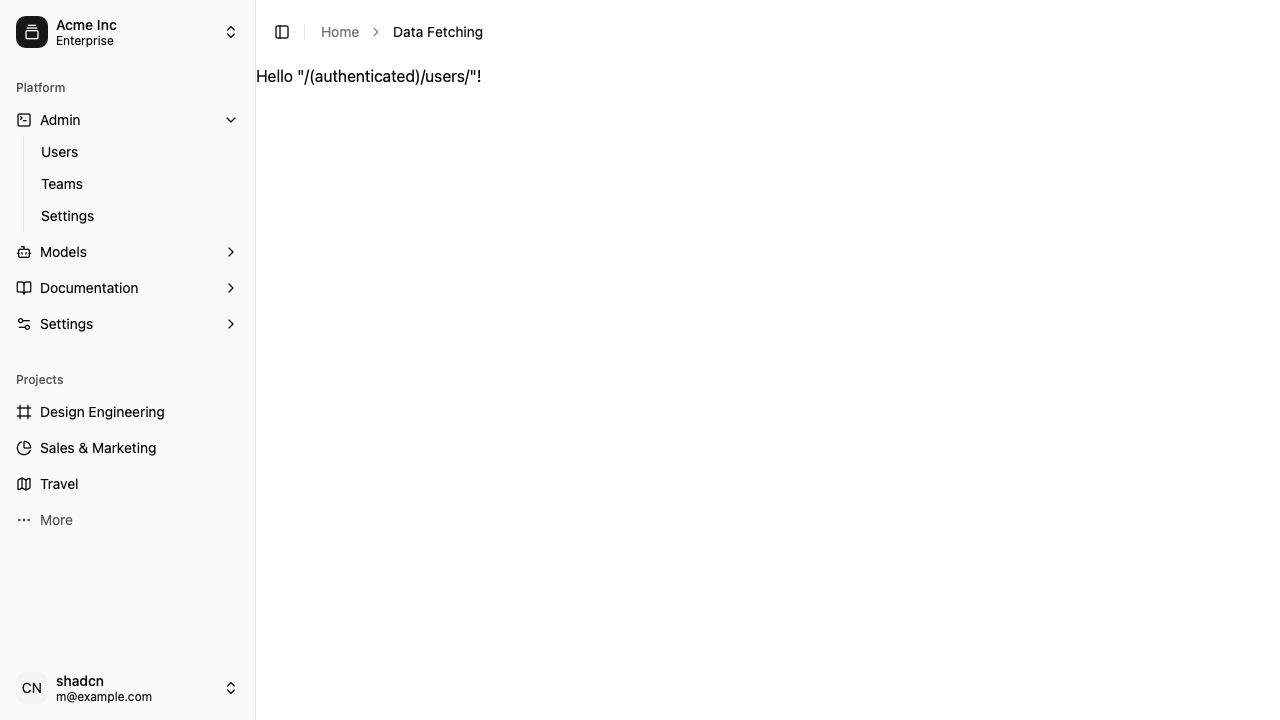 Acme Inc
Enterprise
Platform
Admin
Users
Teams
Settings
Models
Documentation
Settings
Projects
Design Engineering
Sales & Marketing
Travel
More
CN
shadcn
m@example.com
Home
Data Fetching
Hello "/(authenticated)/users/"!